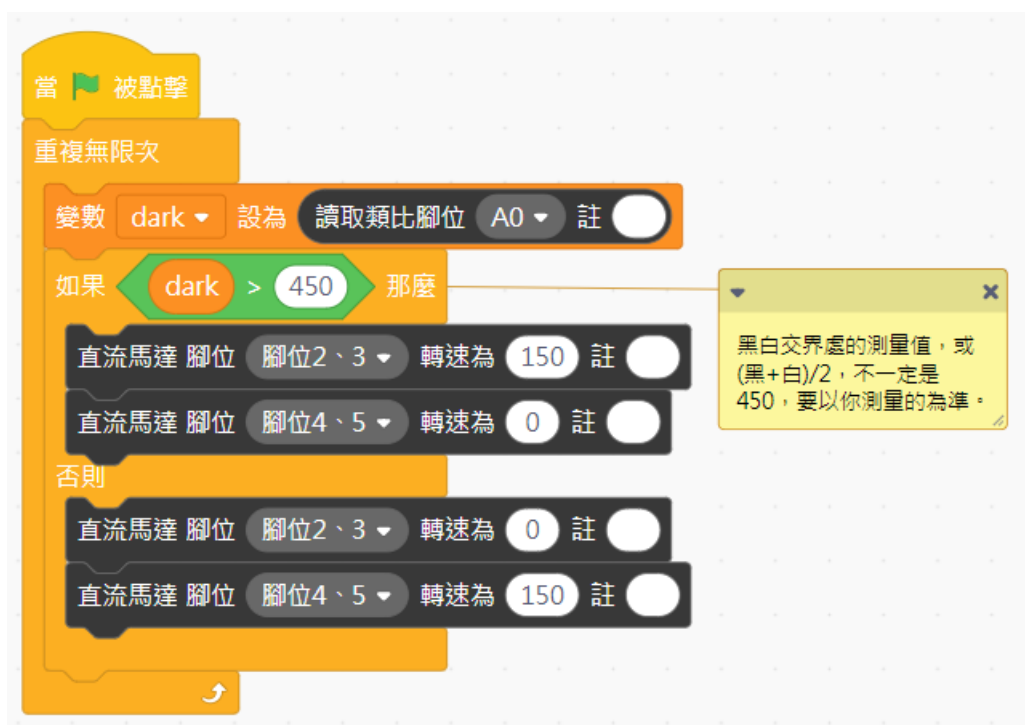 當 被點擊
重複無限次
變數 dark 設為 讀取類比腳位 A0 註
如果 dark > 450 那麼
黑白交界處的測量值，或
(黑+白)/2，不一定是
450，要以你測量的為準。
直流馬達 腳位 腳位2、3 轉速為 150 註
直流馬達 腳位 腳位4、5 轉速為 0 註
否則
直流馬達 腳位 腳位2、3 轉速為 0 註
直流馬達 腳位 腳位4、5 轉速為 150 註